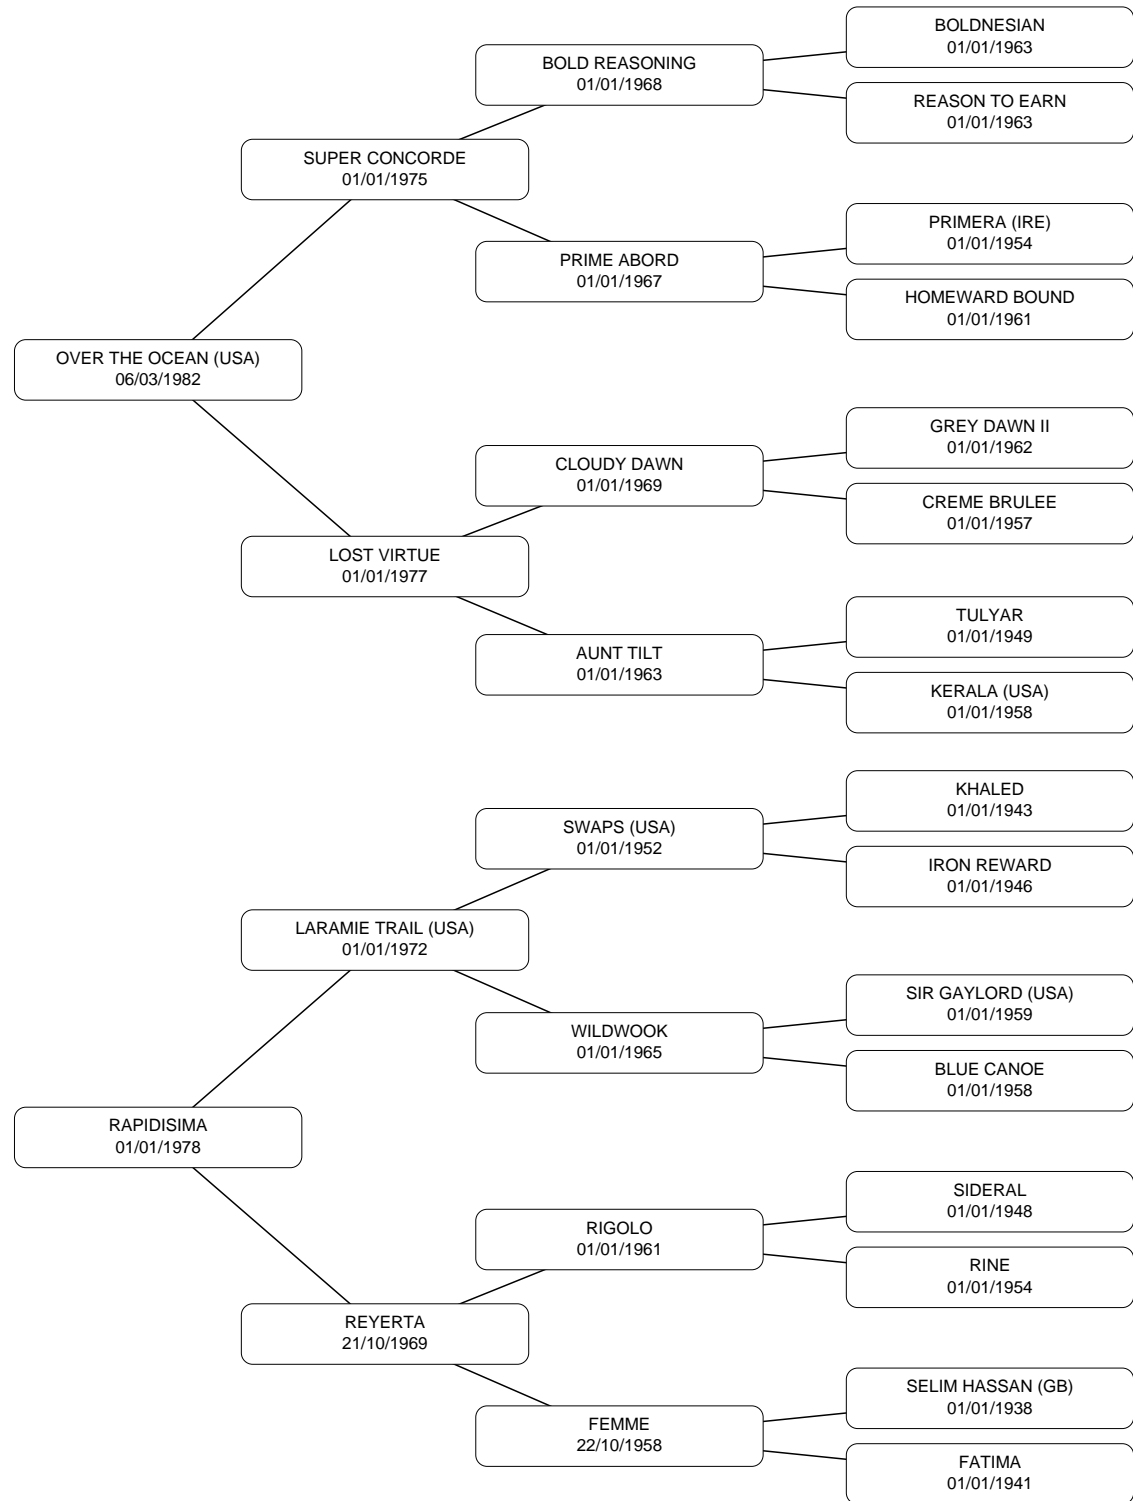 BOLDNESIAN
01/01/1963
BOLD REASONING
01/01/1968
REASON TO EARN
01/01/1963
SUPER CONCORDE
01/01/1975
PRIMERA (IRE)
01/01/1954
PRIME ABORD
01/01/1967
HOMEWARD BOUND
01/01/1961
OVER THE OCEAN (USA)
06/03/1982
GREY DAWN II
01/01/1962
CLOUDY DAWN
01/01/1969
CREME BRULEE
01/01/1957
LOST VIRTUE
01/01/1977
TULYAR
01/01/1949
AUNT TILT
01/01/1963
KERALA (USA)
01/01/1958
KHALED
01/01/1943
SWAPS (USA)
01/01/1952
IRON REWARD
01/01/1946
LARAMIE TRAIL (USA)
01/01/1972
SIR GAYLORD (USA)
01/01/1959
WILDWOOK
01/01/1965
BLUE CANOE
01/01/1958
RAPIDISIMA
01/01/1978
SIDERAL
01/01/1948
RIGOLO
01/01/1961
RINE
01/01/1954
REYERTA
21/10/1969
SELIM HASSAN (GB)
01/01/1938
FEMME
22/10/1958
FATIMA
01/01/1941